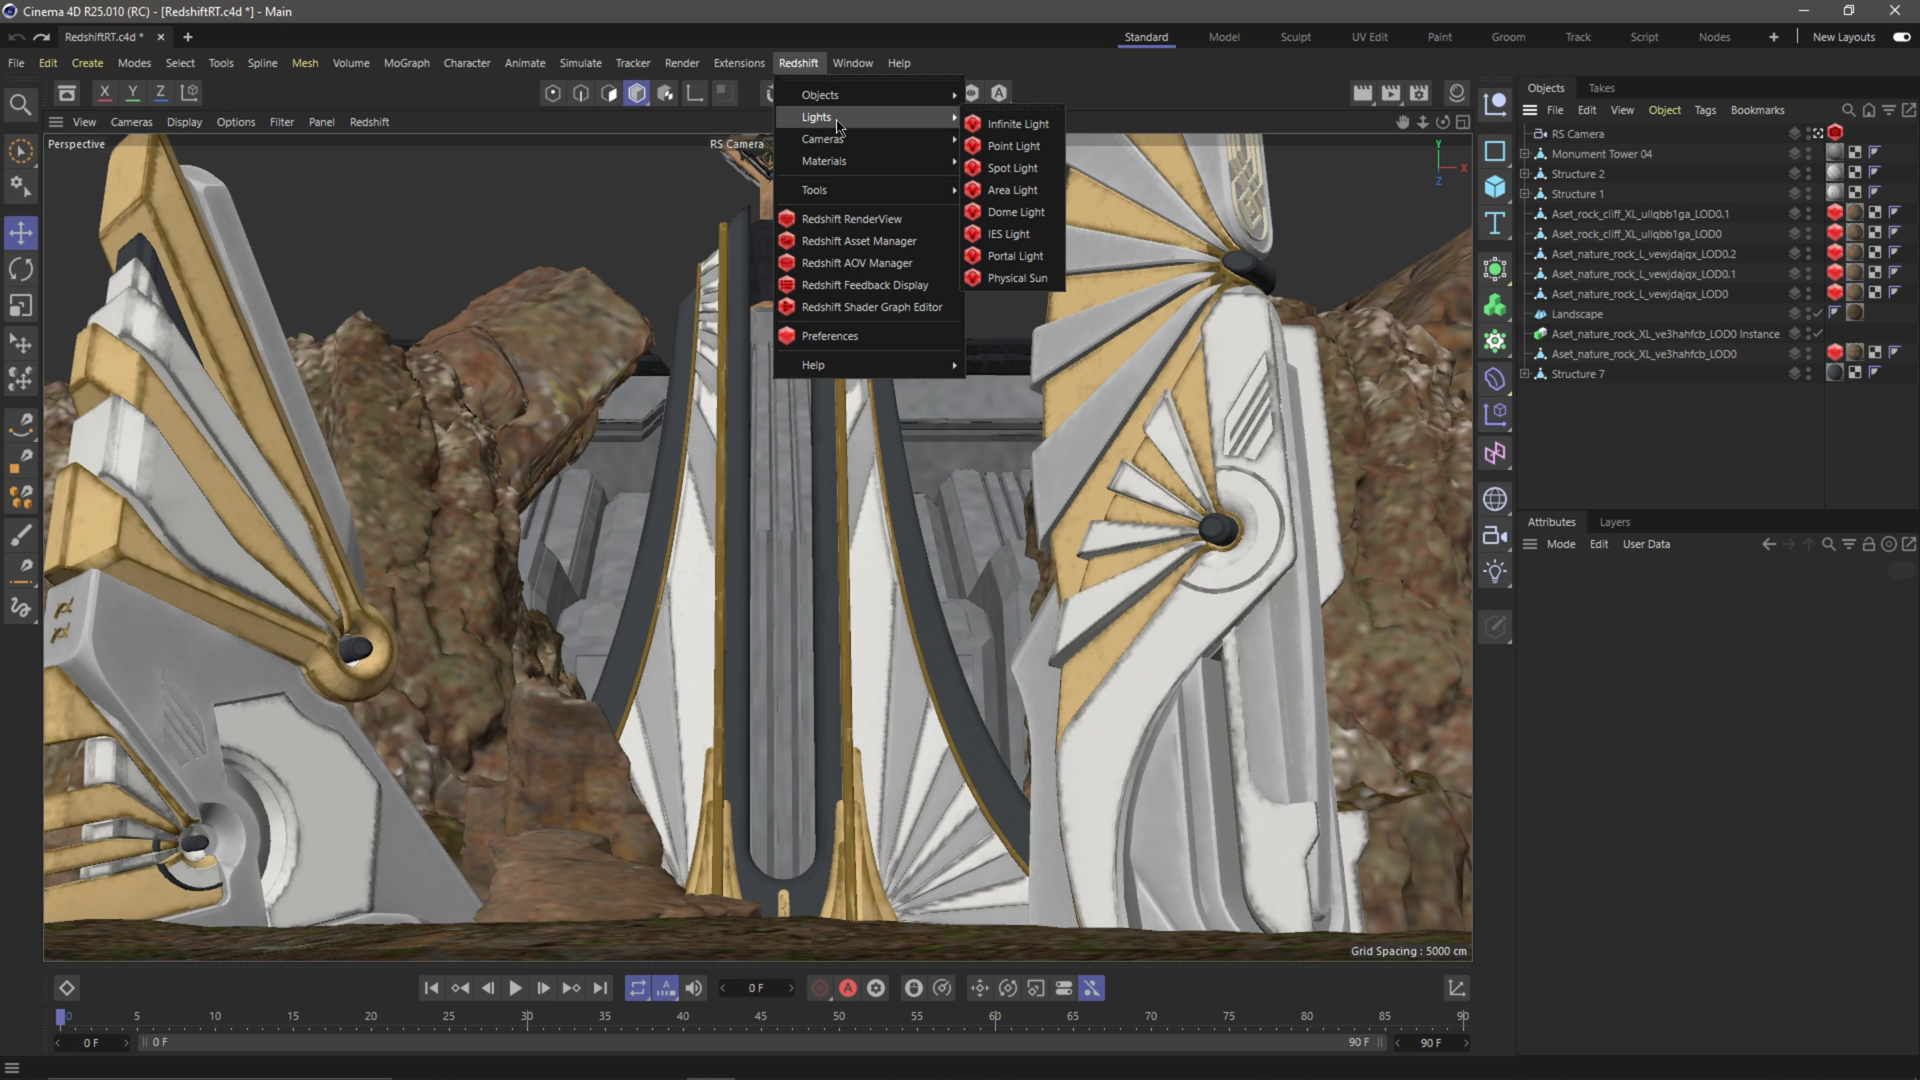 Cinema 4D R25.010 (RC) - [RedshiftRT.c4d *] - Main
RedshiftRT.c4d *
Standard Model Sculpt UV Edit Paint Groom Track Script Nodes New Layouts
File Edit Create Modes Select Tools Spline Mesh Volume MoGraph Character Animate Simulate Tracker Render Extensions Redshift Window Help
X Y Z
View Cameras Display Options Filter Panel Redshift
Perspective
RS Camera
Y
X
Z
Objects
Lights
Cameras
Materials
Tools
Redshift RenderView
Redshift Asset Manager
Redshift AOV Manager
Redshift Feedback Display
Redshift Shader Graph Editor
Preferences
Help
Infinite Light
Point Light
Spot Light
Area Light
Dome Light
IES Light
Portal Light
Physical Sun
Objects Takes
File Edit View Object Tags Bookmarks
RS Camera
Monument Tower 04
Structure 2
Structure 1
Aset_rock_cliff_XL_ullqbb1ga_LOD0.1
Aset_rock_cliff_XL_ullqbb1ga_LOD0
Aset_nature_rock_L_vewjdajqx_LOD0.2
Aset_nature_rock_L_vewjdajqx_LOD0.1
Aset_nature_rock_L_vewjdajqx_LOD0
Landscape
Aset_nature_rock_XL_ve3hahfcb_LOD0 Instance
Aset_nature_rock_XL_ve3hahfcb_LOD0
Structure 7
Attributes Layers
Mode Edit User Data
Grid Spacing : 5000 cm
0 F
0 5 10 15 20 25 30 35 40 45 50 55 60 65 70 75 80 85 90
0 F 0 F 90 F 90 F